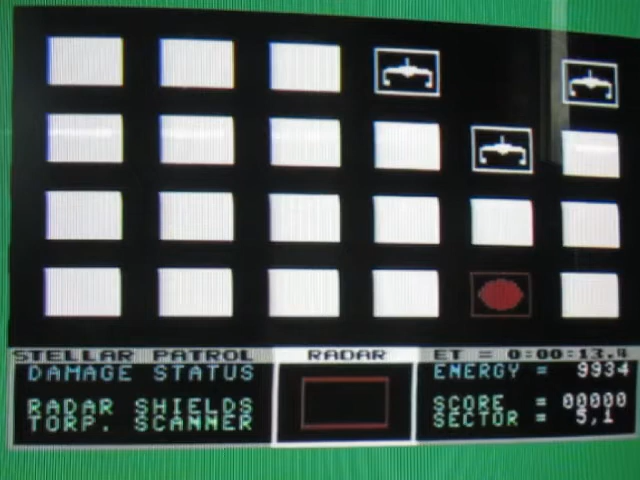 STELLAR PATROL
RADAR
ET = 0:00:13.4
DAMAGE STATUS
RADAR SHIELDS
TORP. SCANNER
ENERGY = 9934
SCORE = 00000
SECTOR = 5,1